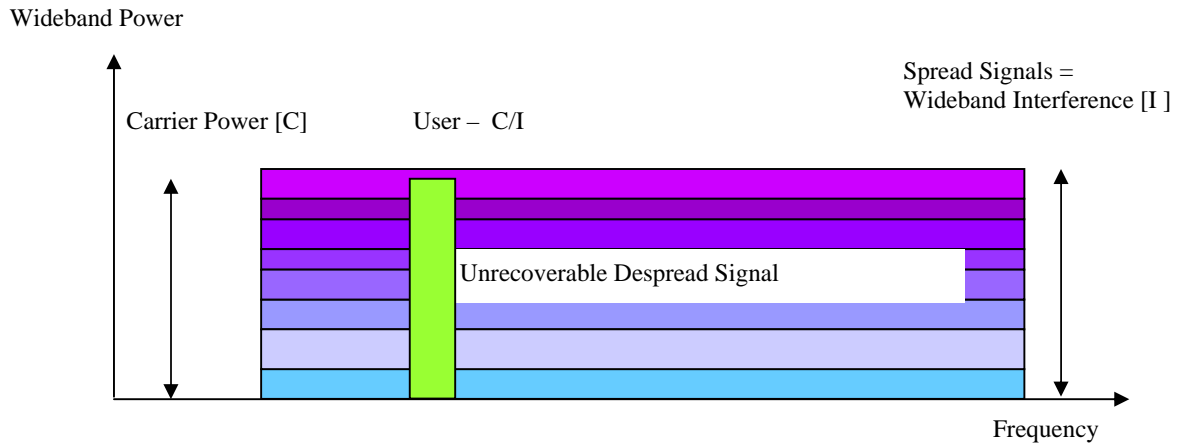 Wideband Power
Spread Signals =
Wideband Interference [I ]
Carrier Power [C]
User – C/I
Unrecoverable Despread Signal
Frequency